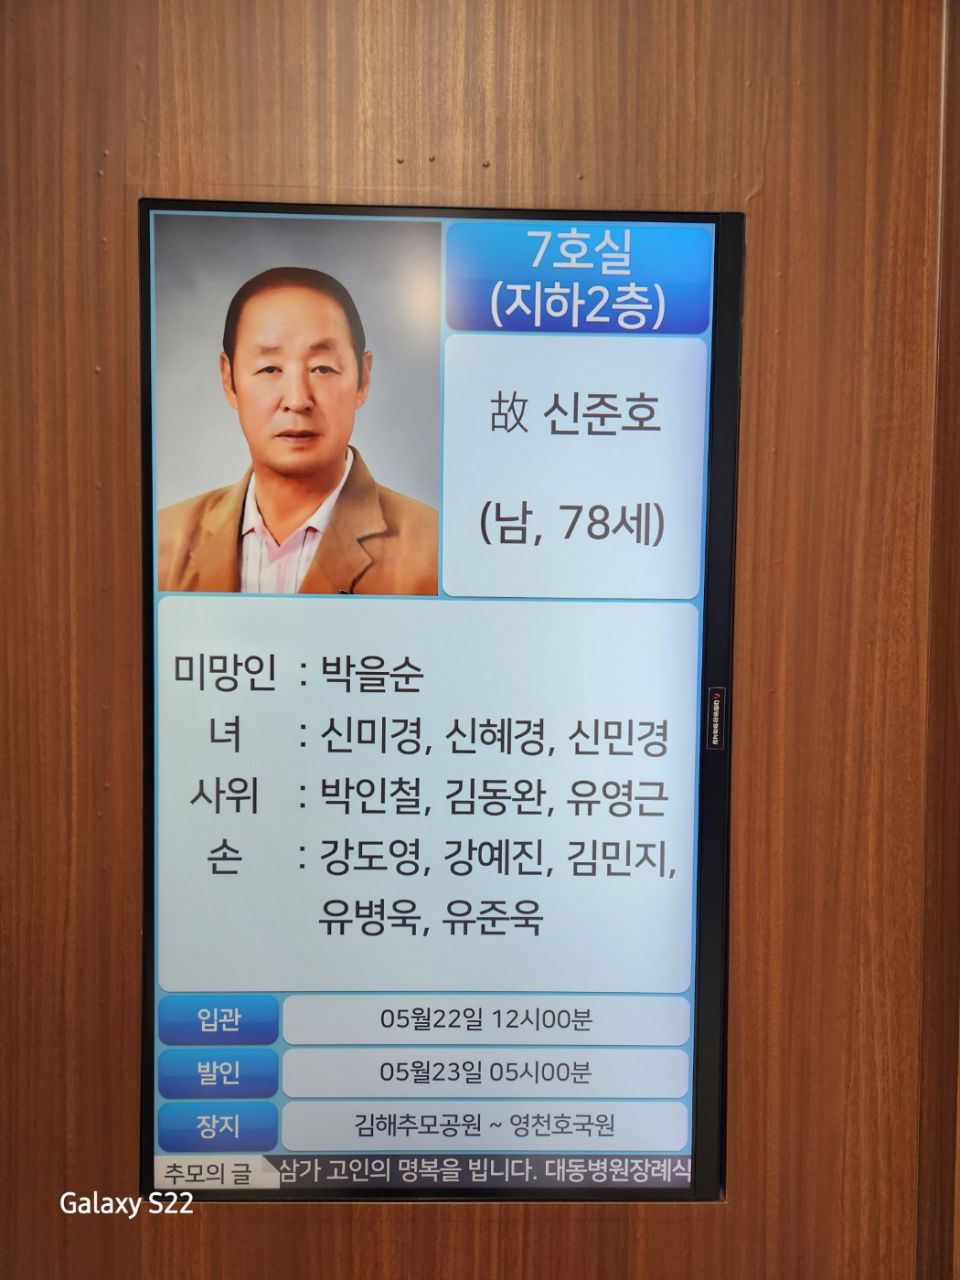 7호실
(지하2층)
故 신준호
(남, 78세)
미망인 : 박을순
녀 : 신미경, 신혜경, 신민경
사위 : 박인철, 김동완, 유영근
손 : 강도영, 강예진, 김민지,
유병욱, 유준욱
입관 05월22일 12시00분
발인 05월23일 05시00분
장지 김해추모공원 ~ 영천호국원
추모의 글 삼가 고인의 명복을 빕니다. 대동병원장례식
Galaxy S22